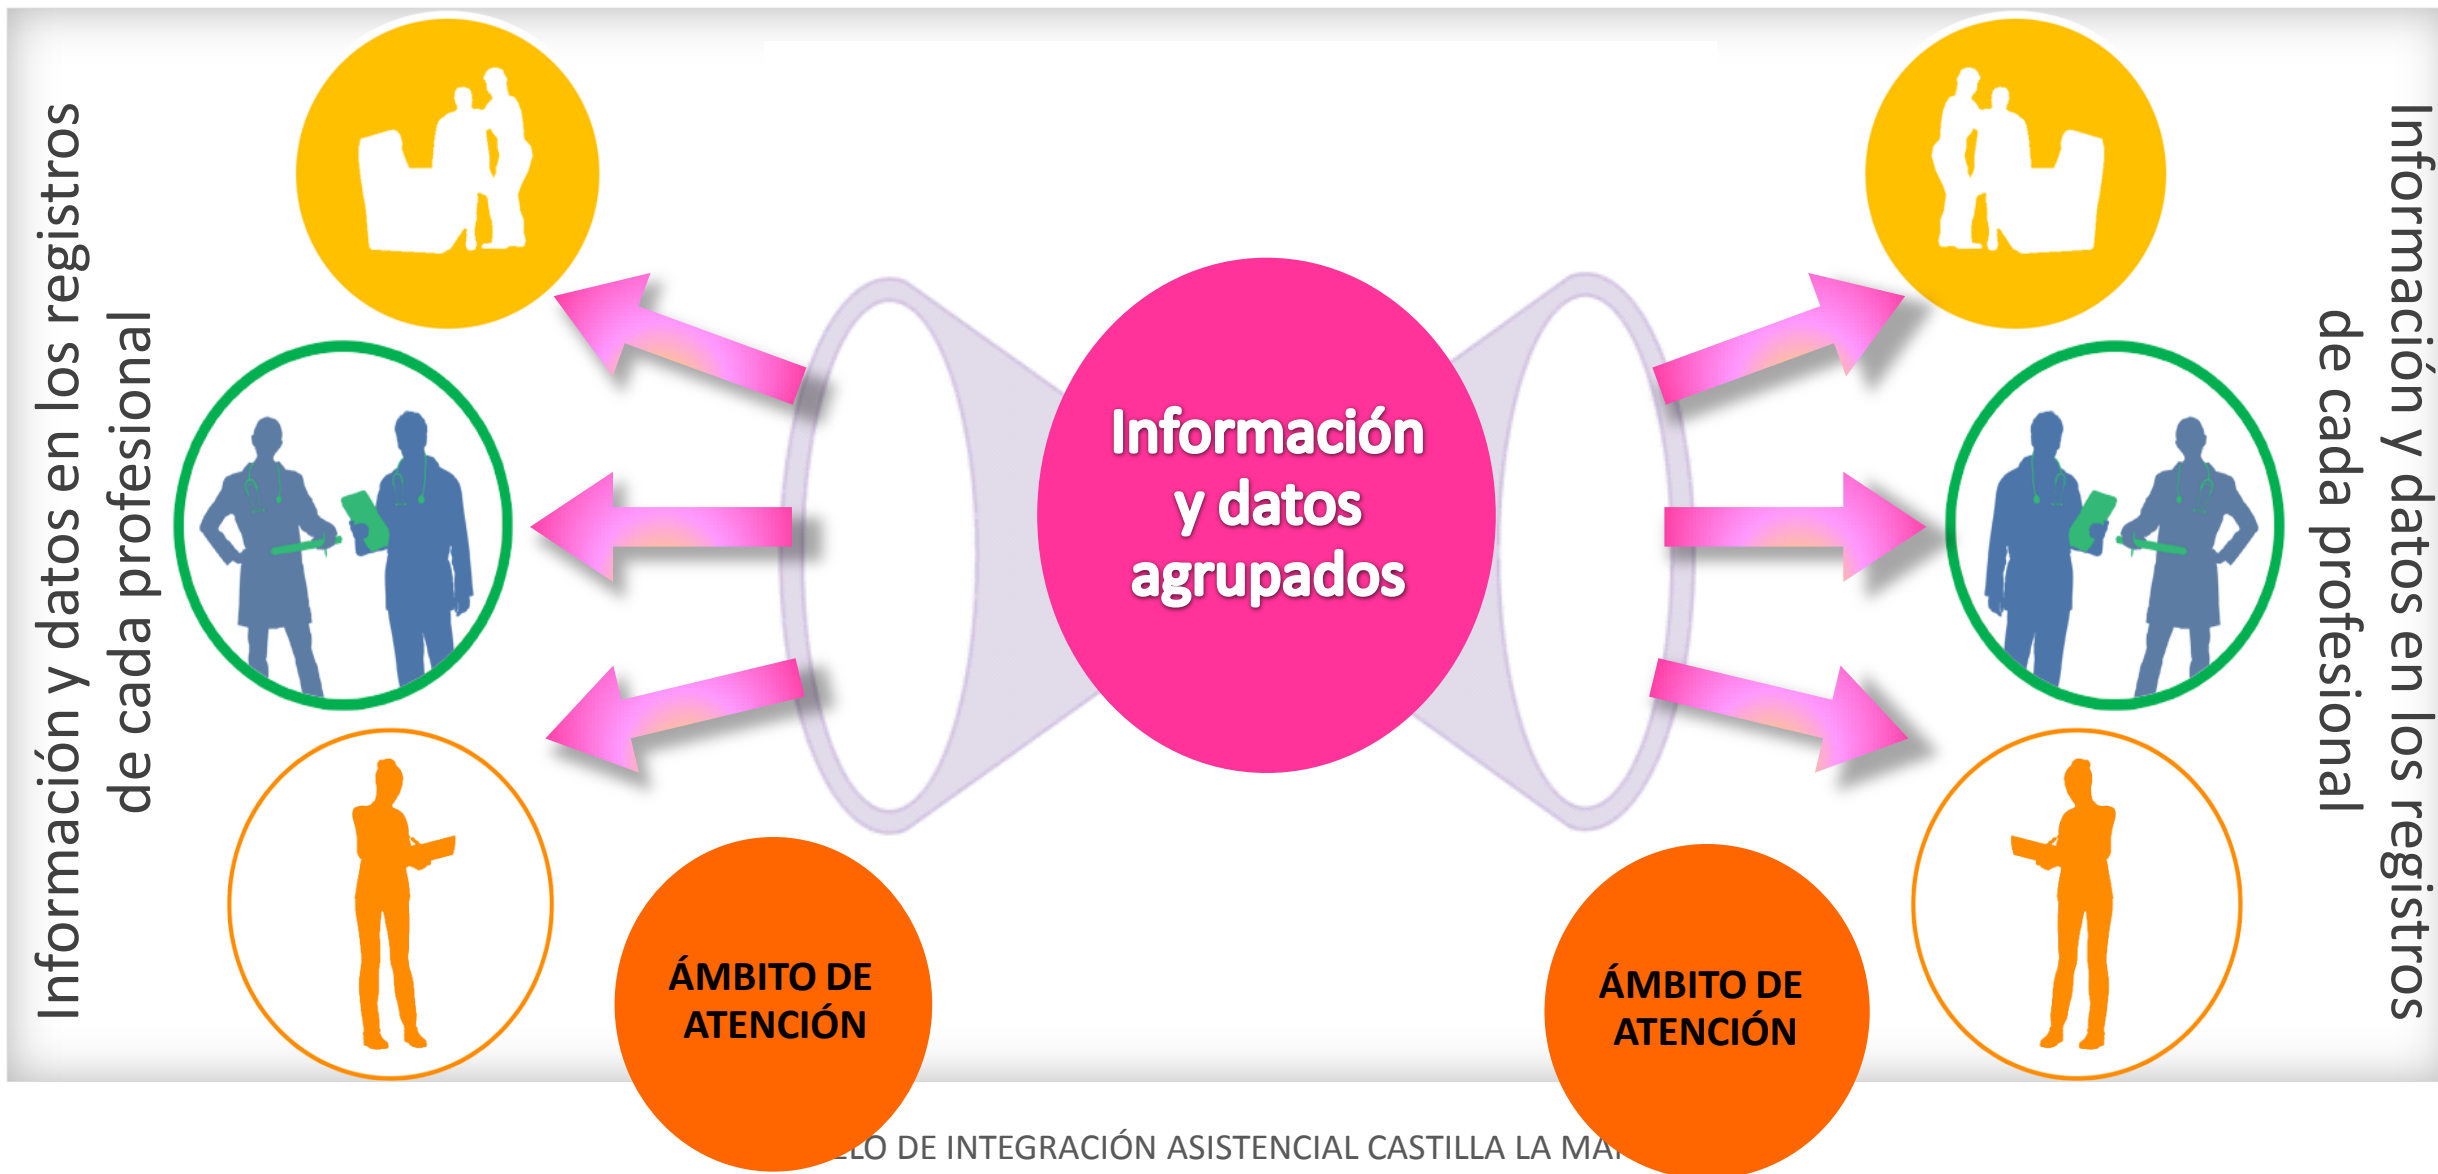 Información y datos en los registros
de cada profesional
Información
y datos
agrupados
Información y datos en los registros
de cada profesional
ÁMBITO DE
ATENCIÓN
ÁMBITO DE
ATENCIÓN
DE INTEGRACIÓN ASISTENCIAL CASTILLA LA